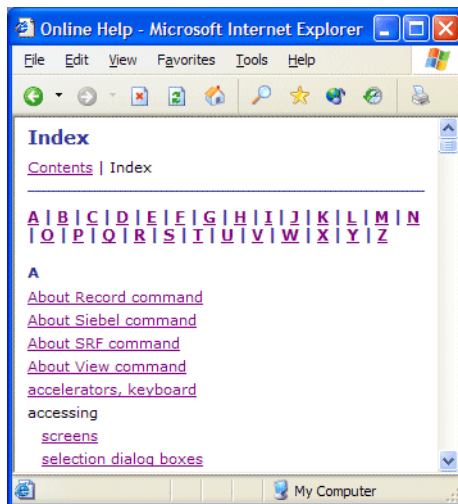 Online Help - Microsoft Internet Explorer
File Edit View Favorites Tools Help
Index
Contents | Index
A | B | C | D | E | F | G | H | I | J | K | L | M | N
| O | P | Q | R | S | T | U | V | W | X | Y | Z
A
About Record command
About Siebel command
About SRF command
About View command
accelerators, keyboard
accessing
screens
selection dialog boxes
My Computer